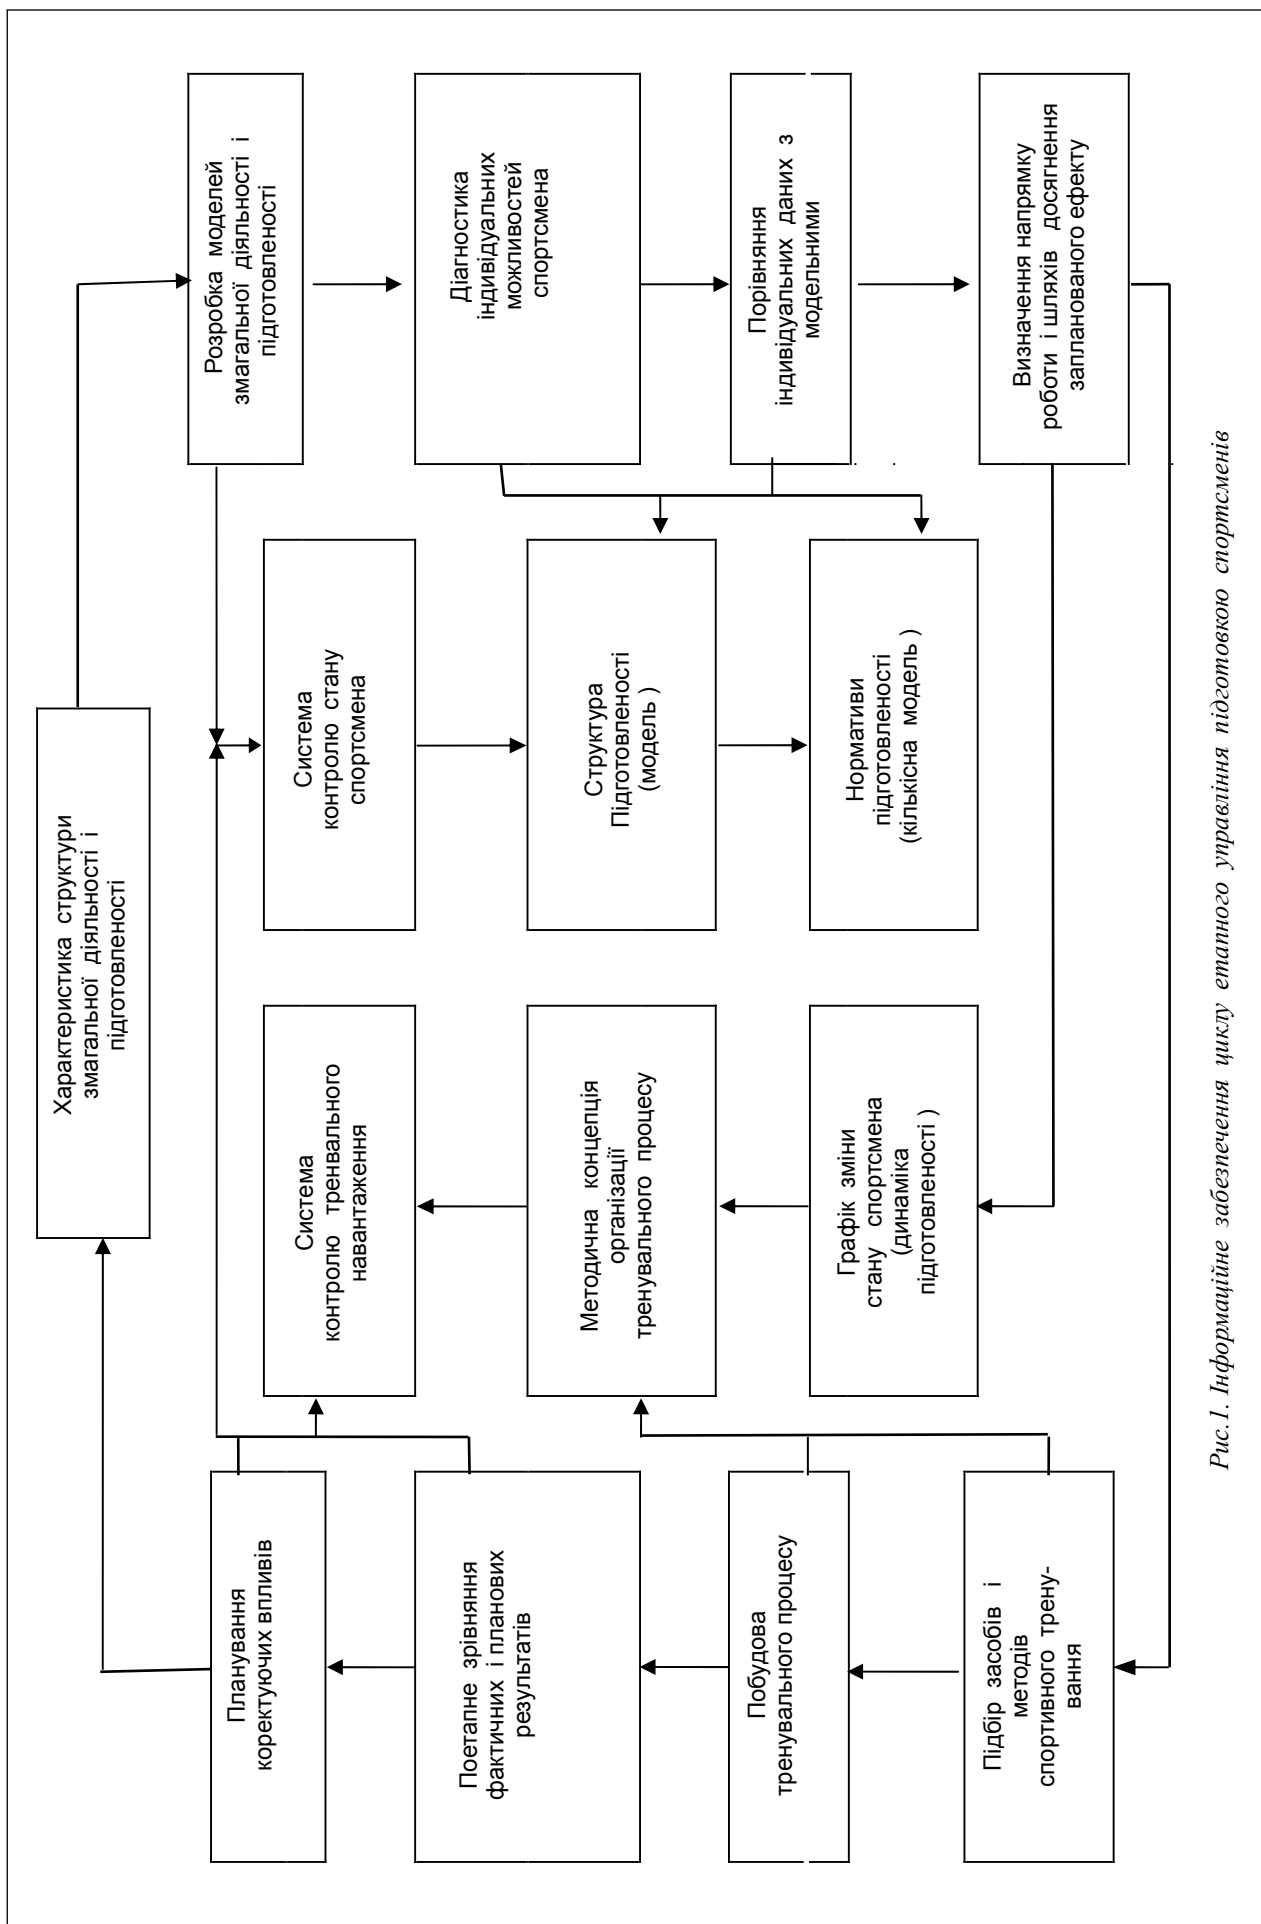 Характеристика структури
змагальної діяльності і
підготовленості
Планування
коректуючих впливів
Розробка моделей
змагальної діяльності і
підготовленості
Система
контролю тренвального
навантаження
Система
контролю стану
спортсмена
Поетапне зрівняння
фактичних і планових
результатів
Діагностика
індивідуальних
можливостей
спортсмена
Методична концепція
організації
тренувального процесу
Структура
Підготовленості
(модель )
Побудова
тренувального процесу
Порівняння
індивідуальних даних з
модельними
Графік зміни
стану спортсмена
(динаміка
підготовленості )
Нормативи
підготовленості
(кількісна модель )
Підбір засобів і
методів
спортивного трену-
вання
Визначення напрямку
роботи і шляхів досягнення
запланованого ефекту
Рис.1. Інформаційне забезпечення циклу етапного управління підготовкою спортсменів